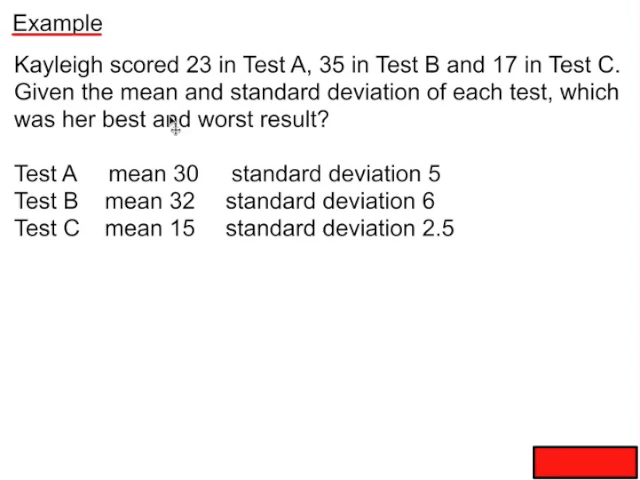 Example
Kayleigh scored 23 in Test A, 35 in Test B and 17 in Test C.
Given the mean and standard deviation of each test, which
was her best and worst result?
Test A mean 30 standard deviation 5
Test B mean 32 standard deviation 6
Test C mean 15 standard deviation 2.5